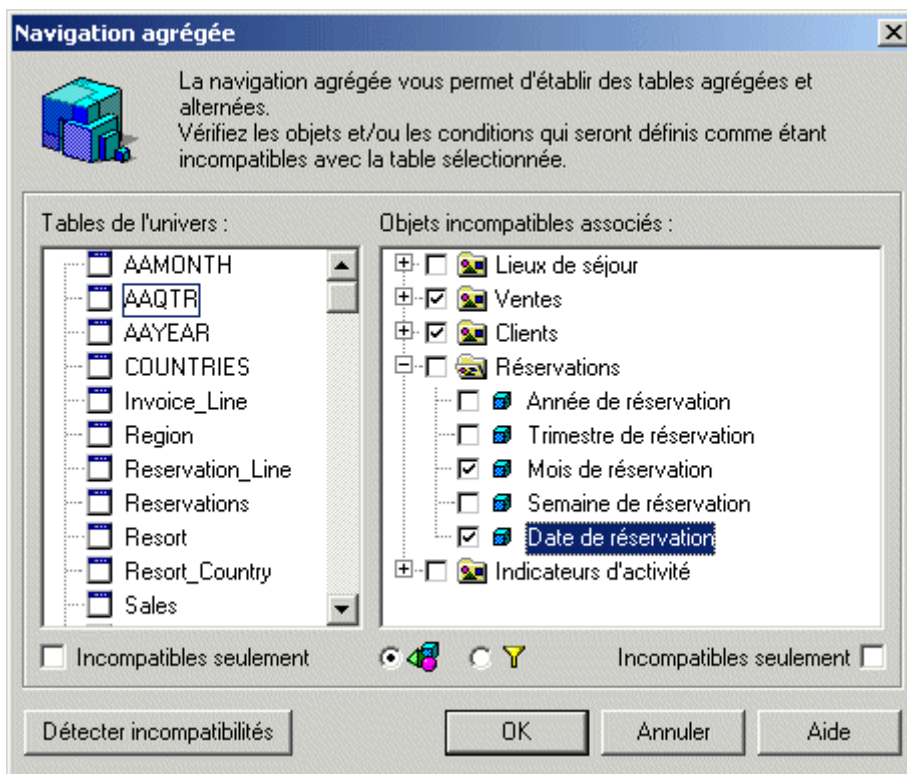 Navigation agrégée
La navigation agrégée vous permet d'établir des tables agrégées et
alternées.
Vérifiez les objets et/ou les conditions qui seront définis comme étant
incompatibles avec la table sélectionnée.
Tables de l'univers :
AAMONTH
AAQTR
AAYEAR
COUNTRIES
Invoice_Line
Region
Reservation_Line
Reservations
Resort
Resort_Country
Sales
Objets incompatibles associés :
Lieux de séjour
Ventes
Clients
Réservations
Année de réservation
Trimestre de réservation
Mois de réservation
Semaine de réservation
Date de réservation
Indicateurs d'activité
Incompatibles seulement
Incompatibles seulement
Détecter incompatibilités
OK
Annuler
Aide